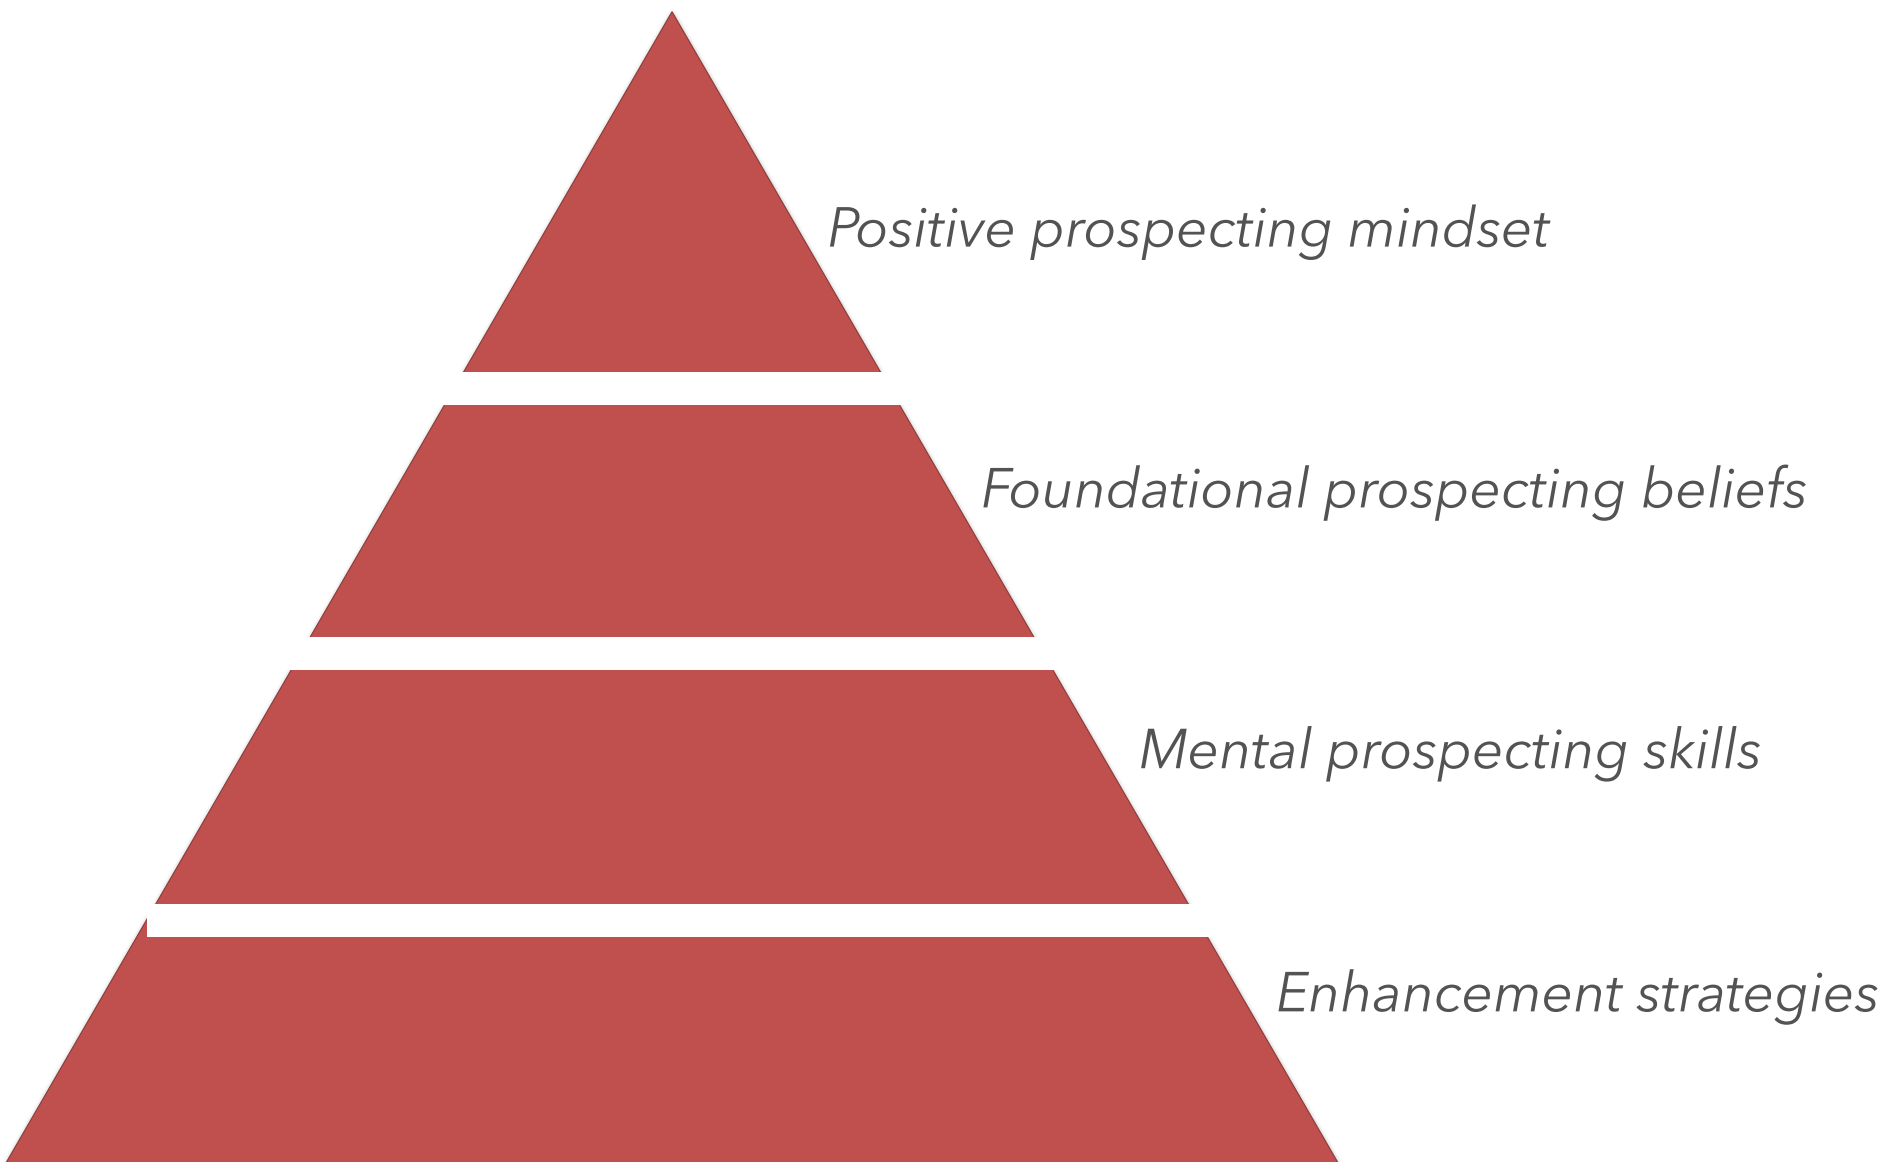 Positive prospecting mindset
Foundational prospecting beliefs
Mental prospecting skills
Enhancement strategies